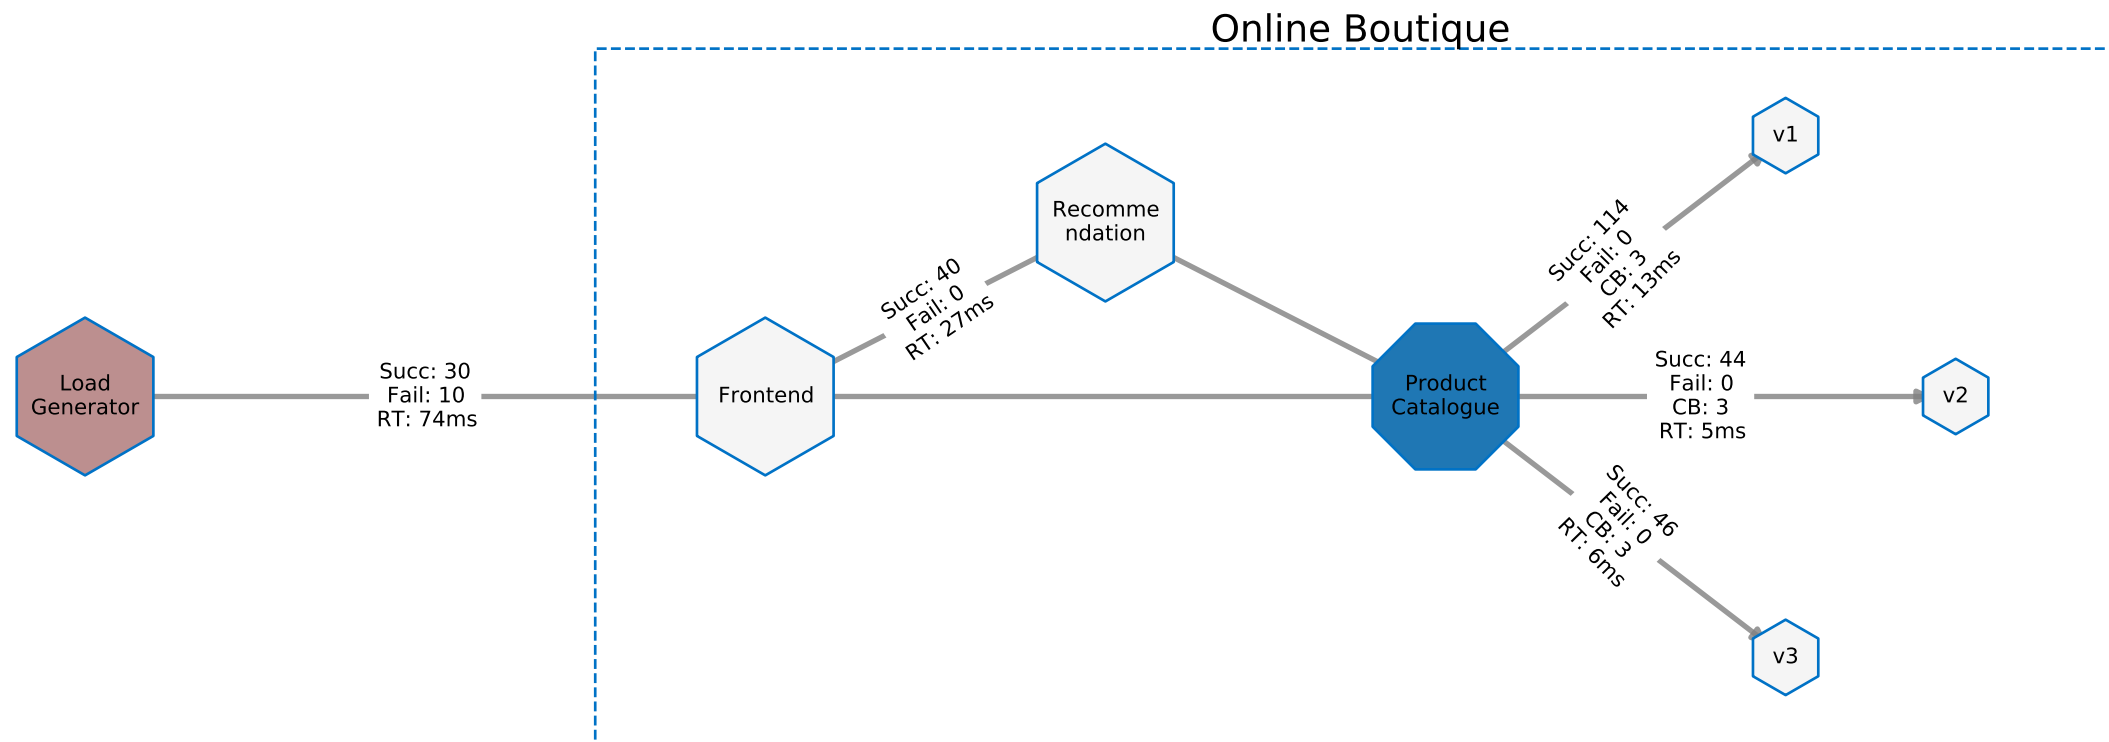 Online Boutique
Load
Generator
Succ: 30
Fail: 10
RT: 74ms
Frontend
Succ: 40
Fail: 0
RT: 27ms
Recomme
ndation
Product
Catalogue
Succ: 114
Fail: 0
CB: 3
RT: 13ms
v1
Succ: 44
Fail: 0
CB: 3
RT: 5ms
v2
Succ: 46
Fail: 0
CB: 3
RT: 6ms
v3